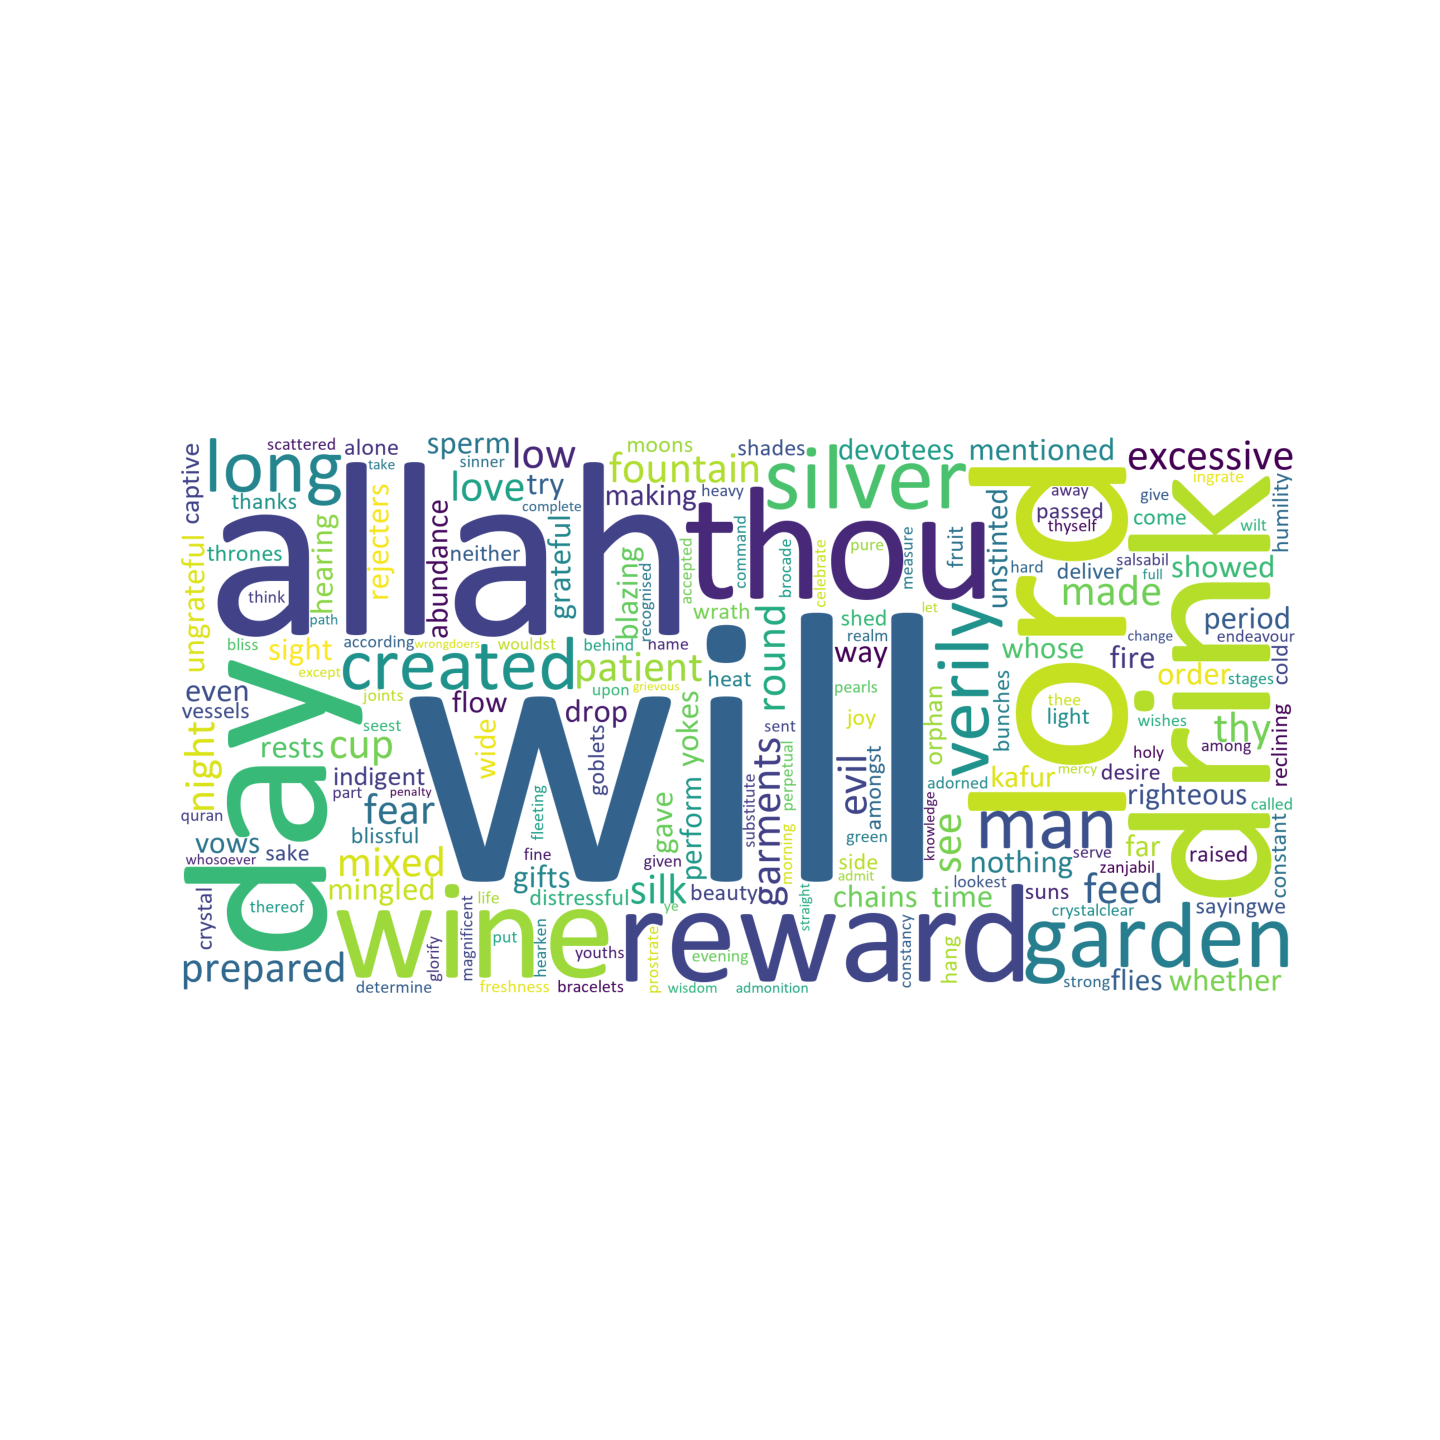 scattered
alone
sperm
sinner
low
moons
shades
devotees
mentioned
excessive
captive
long
take
love
try
fountain
silver
away
give
ingrate
thanks
complete
making
heavy
passed
thyself
come
wilt
humility
allah
thou
lord
drink
ungrateful
thrones
hearing
rejecters
abundance
neither
grateful
blazing
recognised
accepted
command
brocade
celebrate
pure
measure
fruit
unstinted
hard
deliver
salsabil
full
showed
think
path
wrath
shed
let
made
period
bliss
sight
according
wrongdoers
wouldst
behind
name
round
realm
way
verily
whose
change
endeavour
except
created
patient
heat
fire
order
stages
cold
even
vessels
joints
upon
grievous
pearls
orphan
day
will
flow
drop
yokes
sent
joy
bunches
thee
light
wishes
thy
night
rests
cup
seest
wide
goblets
perpetual
evil
amongst
holy
among
reclining
indigent
part
penalty
garments
substitute
adorned
kafur
mercy
desire
quran
fear
fleeting
gave
perform
green
knowledge
see
man
righteous
called
vows
blissful
whosoever
sake
mixed
fine
given
morning
side
admit
nothing
serve
far
zanjabil
raised
constant
mingled
life
gifts
distressful
silk
ye
beauty
straight
chains
time
lookest
suns
feed
crystalclear
sayingwe
crystal
thereof
wine
reward
garden
put
glorify
magnificent
hearken
youths
prostrate
evening
constancy
hang
prepared
determine
freshness
bracelets
wisdom
admonition
strong
flies
whether